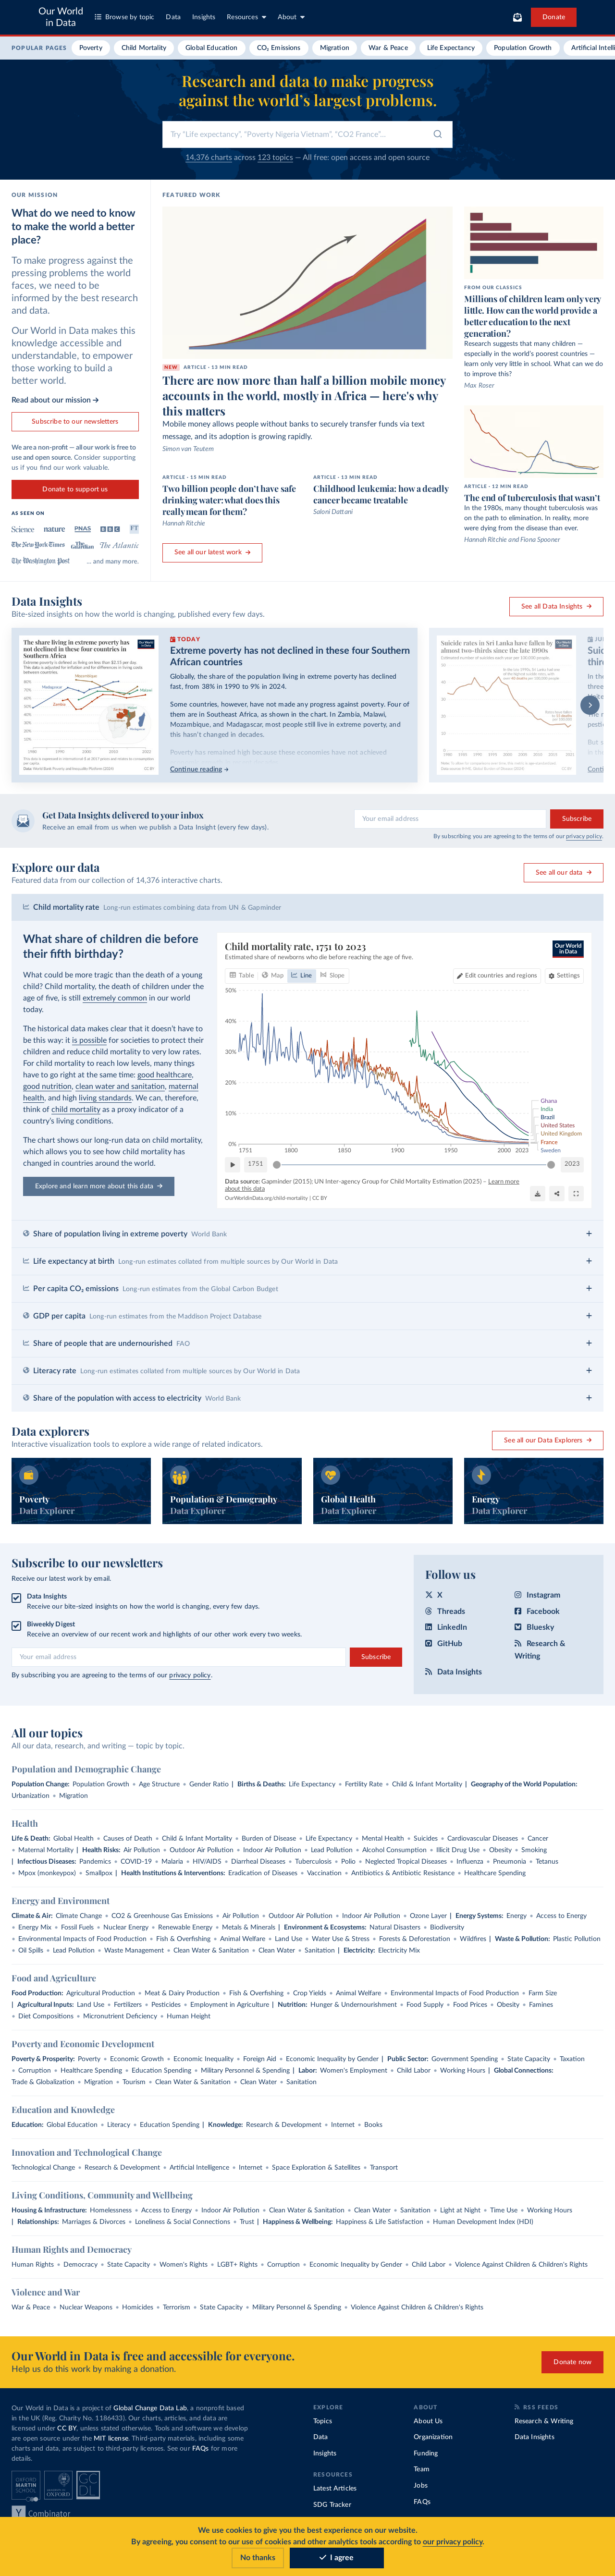 Our World
in Data
Browse by topic
Data
Insights
Resources
About
Donate
POPULAR PAGES
Poverty
Child Mortality
Global Education
CO₂ Emissions
Migration
War & Peace
Life Expectancy
Population Growth
Artificial Intelli
Research and data to make progress
against the world’s largest problems.
Try "Life expectancy", "Poverty Nigeria Vietnam", "CO2 France"...
14,376 charts across 123 topics — All free: open access and open source
OUR MISSION
What do we need to know
to make the world a better
place?
To make progress against the
pressing problems the world
faces, we need to be
informed by the best research
and data.
Our World in Data makes this
knowledge accessible and
understandable, to empower
those working to build a
better world.
Read about our mission →
Subscribe to our newsletters
We are a non-profit — all our work is free to
use and open source. Consider supporting
us if you find our work valuable.
Donate to support us
AS SEEN ON
Science
nature
PNAS
BBC
FT
The New York Times
The Guardian
The Atlantic
The Washington Post
... and many more.
FEATURED WORK
NEW ARTICLE - 13 MIN READ
There are now more than half a billion mobile money
accounts in the world, mostly in Africa — here's why
this matters
Mobile money allows people without banks to securely transfer funds via text
message, and its adoption is growing rapidly.
Simon van Teutem
ARTICLE - 15 MIN READ
Two billion people don’t have safe
drinking water: what does this
really mean for them?
Hannah Ritchie
ARTICLE - 13 MIN READ
Childhood leukemia: how a deadly
cancer became treatable
Saloni Dattani
See all our latest work →
FROM OUR CLASSICS
Millions of children learn only very
little. How can the world provide a
better education to the next
generation?
Research suggests that many children —
especially in the world’s poorest countries —
learn only very little in school. What can we do
to improve this?
Max Roser
ARTICLE - 12 MIN READ
The end of tuberculosis that wasn’t
In the 1980s, many thought tuberculosis was
on the path to elimination. In reality, more
were dying from the disease than ever.
Hannah Ritchie and Fiona Spooner
Data Insights
Bite-sized insights on how the world is changing, published every few days.
See all Data Insights →
The share living in extreme poverty has
not declined in these four countries in
Southern Africa
TODAY
Extreme poverty has not declined in these four Southern
African countries
Globally, the share of the population living in extreme poverty has declined
fast, from 38% in 1990 to 9% in 2024.
Some countries, however, have not made any progress against poverty. Four of
them are in Southeast Africa, as shown in the chart. In Zambia, Malawi,
Mozambique, and Madagascar, most people still live in extreme poverty, and
this hasn’t changed in decades.
Poverty has remained high because these economies have not achieved
Continue reading →
Suicide rates in Sri Lanka have fallen by
almost two-thirds since the late 1990s
Get Data Insights delivered to your inbox
Receive an email from us when we publish a Data Insight (every few days).
Your email address
Subscribe
By subscribing you are agreeing to the terms of our privacy policy.
Explore our data
Featured data from our collection of 14,376 interactive charts.
See all our data →
Child mortality rate Long-run estimates combining data from UN & Gapminder
What share of children die before
their fifth birthday?
What could be more tragic than the death of a young
child? Child mortality, the death of children under the
age of five, is still extremely common in our world
today.
The historical data makes clear that it doesn’t have to
be this way: it is possible for societies to protect their
children and reduce child mortality to very low rates.
For child mortality to reach low levels, many things
have to go right at the same time: good healthcare,
good nutrition, clean water and sanitation, maternal
health, and high living standards. We can, therefore,
think of child mortality as a proxy indicator of a
country’s living conditions.
The chart shows our long-run data on child mortality,
which allows you to see how child mortality has
changed in countries around the world.
Explore and learn more about this data →
Child mortality rate, 1751 to 2023
Estimated share of newborns who die before reaching the age of five.
Our World
in Data
Table
Map
Line
Slope
Edit countries and regions
Settings
50%
40%
30%
20%
10%
0%
1751
1800
1850
1900
1950
2000
2023
Ghana
India
Brazil
United States
United Kingdom
France
Sweden
1751
2023
Data source: Gapminder (2015); UN Inter-agency Group for Child Mortality Estimation (2025) – Learn more
about this data
OurWorldinData.org/child-mortality | CC BY
Share of population living in extreme poverty World Bank
Life expectancy at birth Long-run estimates collated from multiple sources by Our World in Data
Per capita CO₂ emissions Long-run estimates from the Global Carbon Budget
GDP per capita Long-run estimates from the Maddison Project Database
Share of people that are undernourished FAO
Literacy rate Long-run estimates collated from multiple sources by Our World in Data
Share of the population with access to electricity World Bank
Data explorers
Interactive visualization tools to explore a wide range of related indicators.
See all our Data Explorers →
Poverty
Data Explorer
Population & Demography
Data Explorer
Global Health
Data Explorer
Energy
Data Explorer
Subscribe to our newsletters
Receive our latest work by email.
Data Insights
Receive our bite-sized insights on how the world is changing, every few days.
Biweekly Digest
Receive an overview of our recent work and highlights of our other work every two weeks.
Your email address
Subscribe
By subscribing you are agreeing to the terms of our privacy policy.
Follow us
X
Instagram
Threads
Facebook
LinkedIn
Bluesky
GitHub
Research &
Writing
Data Insights
All our topics
All our data, research, and writing — topic by topic.
Population and Demographic Change
Population Change: Population Growth • Age Structure • Gender Ratio | Births & Deaths: Life Expectancy • Fertility Rate • Child & Infant Mortality | Geography of the World Population:
Urbanization • Migration
Health
Life & Death: Global Health • Causes of Death • Child & Infant Mortality • Burden of Disease • Life Expectancy • Mental Health • Suicides • Cardiovascular Diseases • Cancer
• Maternal Mortality | Health Risks: Air Pollution • Outdoor Air Pollution • Indoor Air Pollution • Lead Pollution • Alcohol Consumption • Illicit Drug Use • Obesity • Smoking
| Infectious Diseases: Pandemics • COVID-19 • Malaria • HIV/AIDS • Diarrheal Diseases • Tuberculosis • Polio • Neglected Tropical Diseases • Influenza • Pneumonia • Tetanus
• Mpox (monkeypox) • Smallpox | Health Institutions & Interventions: Eradication of Diseases • Vaccination • Antibiotics & Antibiotic Resistance • Healthcare Spending
Energy and Environment
Climate & Air: Climate Change • CO2 & Greenhouse Gas Emissions • Air Pollution • Outdoor Air Pollution • Indoor Air Pollution • Ozone Layer | Energy Systems: Energy • Access to Energy
• Energy Mix • Fossil Fuels • Nuclear Energy • Renewable Energy • Metals & Minerals | Environment & Ecosystems: Natural Disasters • Biodiversity
• Environmental Impacts of Food Production • Fish & Overfishing • Animal Welfare • Land Use • Water Use & Stress • Forests & Deforestation • Wildfires | Waste & Pollution: Plastic Pollution
• Oil Spills • Lead Pollution • Waste Management • Clean Water & Sanitation • Clean Water • Sanitation | Electricity: Electricity Mix
Food and Agriculture
Food Production: Agricultural Production • Meat & Dairy Production • Fish & Overfishing • Crop Yields • Animal Welfare • Environmental Impacts of Food Production • Farm Size
| Agricultural Inputs: Land Use • Fertilizers • Pesticides • Employment in Agriculture | Nutrition: Hunger & Undernourishment • Food Supply • Food Prices • Obesity • Famines
• Diet Compositions • Micronutrient Deficiency • Human Height
Poverty and Economic Development
Poverty & Prosperity: Poverty • Economic Growth • Economic Inequality • Foreign Aid • Economic Inequality by Gender | Public Sector: Government Spending • State Capacity • Taxation
• Corruption • Healthcare Spending • Education Spending • Military Personnel & Spending | Labor: Women's Employment • Child Labor • Working Hours | Global Connections:
Trade & Globalization • Migration • Tourism • Clean Water & Sanitation • Clean Water • Sanitation
Education and Knowledge
Education: Global Education • Literacy • Education Spending | Knowledge: Research & Development • Internet • Books
Innovation and Technological Change
Technological Change • Research & Development • Artificial Intelligence • Internet • Space Exploration & Satellites • Transport
Living Conditions, Community and Wellbeing
Housing & Infrastructure: Homelessness • Access to Energy • Indoor Air Pollution • Clean Water & Sanitation • Clean Water • Sanitation • Light at Night • Time Use • Working Hours
| Relationships: Marriages & Divorces • Loneliness & Social Connections • Trust | Happiness & Wellbeing: Happiness & Life Satisfaction • Human Development Index (HDI)
Human Rights and Democracy
Human Rights • Democracy • State Capacity • Women's Rights • LGBT+ Rights • Corruption • Economic Inequality by Gender • Child Labor • Violence Against Children & Children's Rights
Violence and War
War & Peace • Nuclear Weapons • Homicides • Terrorism • State Capacity • Military Personnel & Spending • Violence Against Children & Children's Rights
Our World in Data is free and accessible for everyone.
Help us do this work by making a donation.
Donate now
Our World in Data is a project of Global Change Data Lab, a nonprofit based
in the UK (Reg. Charity No. 1186433). Our charts, articles, and data are
licensed under CC BY, unless stated otherwise. Tools and software we develop
are open source under the MIT license. Third-party materials, including some
charts and data, are subject to third-party licenses. See our FAQs for more
details.
OXFORD
MARTIN
SCHOOL
UNIVERSITY OF
OXFORD
GC
DL
Y Combinator
EXPLORE
Topics
Data
Insights
RESOURCES
Latest Articles
SDG Tracker
ABOUT
About Us
Organization
Funding
Team
Jobs
FAQs
RSS FEEDS
Research & Writing
Data Insights
We use cookies to give you the best experience on our website.
By agreeing, you consent to our use of cookies and other analytics tools according to our privacy policy.
No thanks
I agree